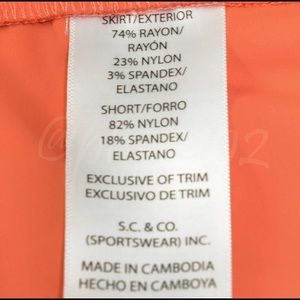 SKIRT/EXTERIOR
74% RAYON/
RAYÓN
23% NYLON
3% SPANDEX/
ELASTANO
SHORT/FORRO
82% NYLON
18% SPANDEX/
ELASTANO
EXCLUSIVE OF TRIM
EXCLUSIVO DE TRIM
S.C. & CO.
(SPORTSWEAR) INC.
MADE IN CAMBODIA
HECHO EN CAMBOYA